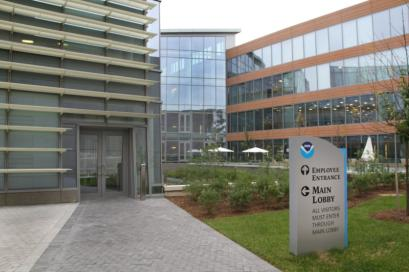 EMPLOYEE
ENTRANCE
MAIN
LOBBY
ALL VISITORS
MUST ENTER
THROUGH
MAIN LOBBY